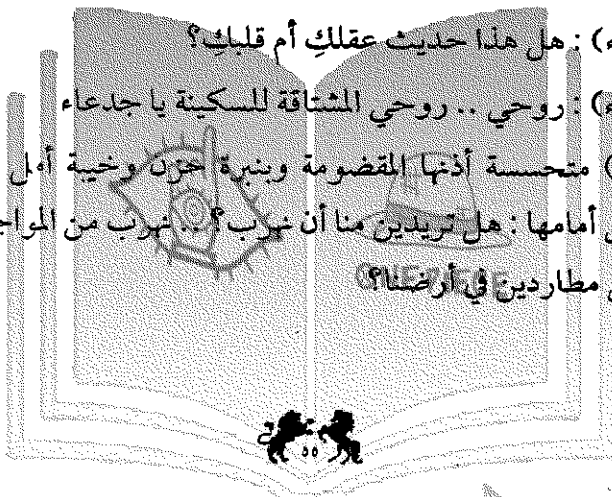 ء) : هل هذا حديث عقلكِ أم قلبكِ؟
ء) : روحي .. روحي المشتاقة للسكينة يا جدعاء
) متحسسة أذنها المقضومة وبنبرة حزن وخيبة أمل
أمامها : هل تريدين منا أن نهرب؟ .. نهرب من المواج
مطاردين في أرضنا؟
٥٥